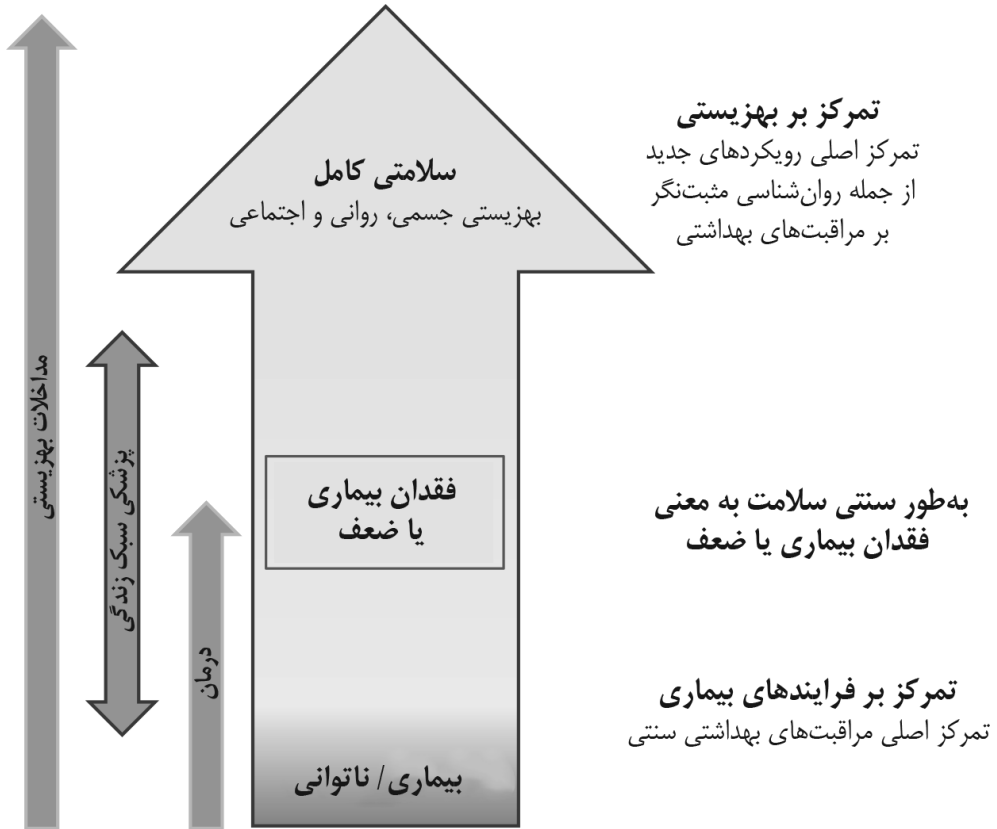 تمرکز بر بهزیستی
تمرکز اصلی رویکردهای جدید
از جمله روان‌شناسی مثبت‌نگر
بر مراقبت‌های بهداشتی
سلامتی کامل
بهزیستی جسمی، روانی و اجتماعی
به‌طور سنتی سلامت به معنی
فقدان بیماری یا ضعف
فقدان بیماری
یا ضعف
تمرکز بر فرایندهای بیماری
تمرکز اصلی مراقبت‌های بهداشتی سنتی
بیماری/ ناتوانی
درمان
پزشکی سبک زندگی
مداخلات بهزیستی